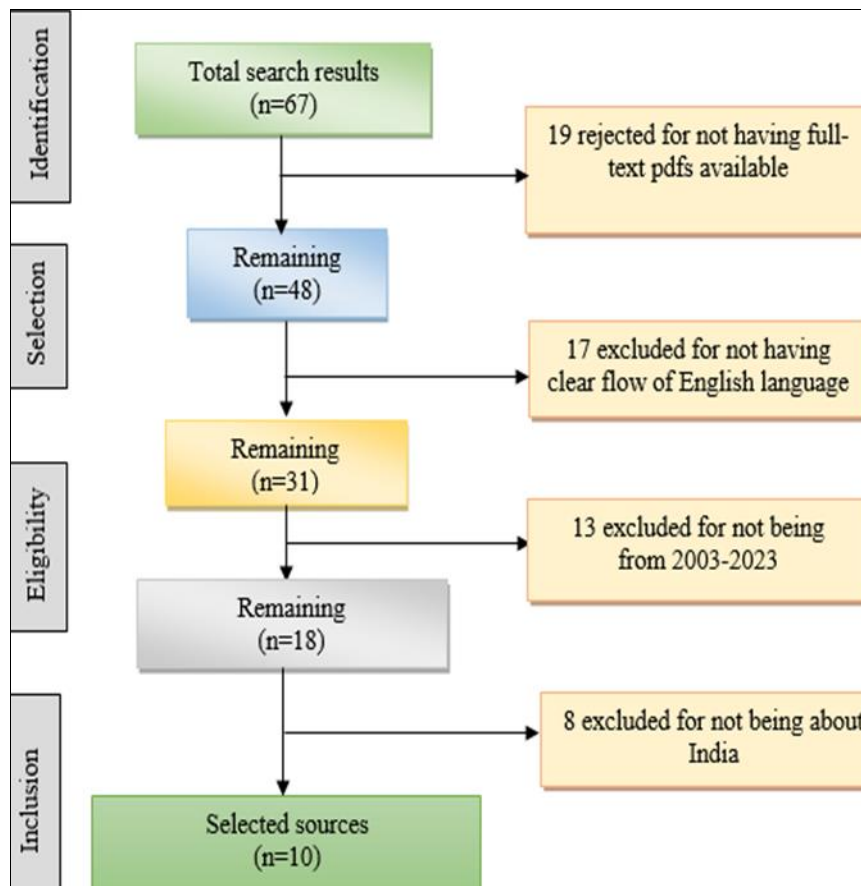 Identification
Total search results
(n=67)
19 rejected for not having full-
text pdfs available
Selection
Remaining
(n=48)
17 excluded for not having
clear flow of English language
Remaining
(n=31)
Eligibility
13 excluded for not being
from 2003-2023
Remaining
(n=18)
Inclusion
8 excluded for not being about
India
Selected sources
(n=10)